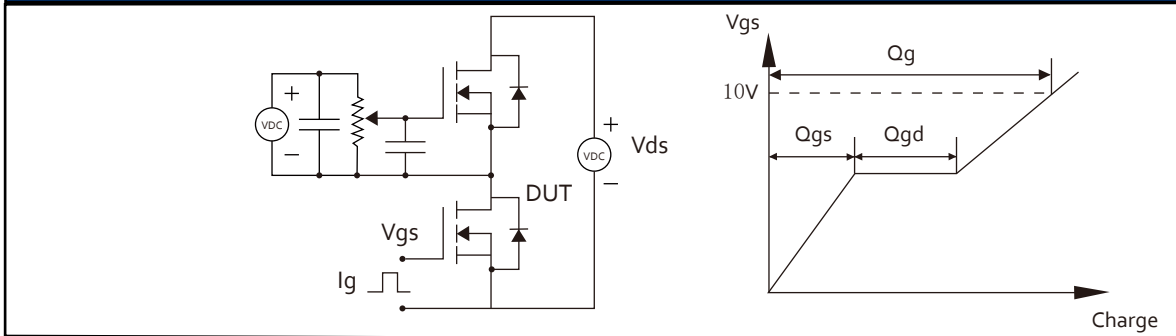 VDC
+
−
Vgs
Ig
DUT
+
VDC
−
Vds
Vgs
Qg
10V
Qgs
Qgd
Charge